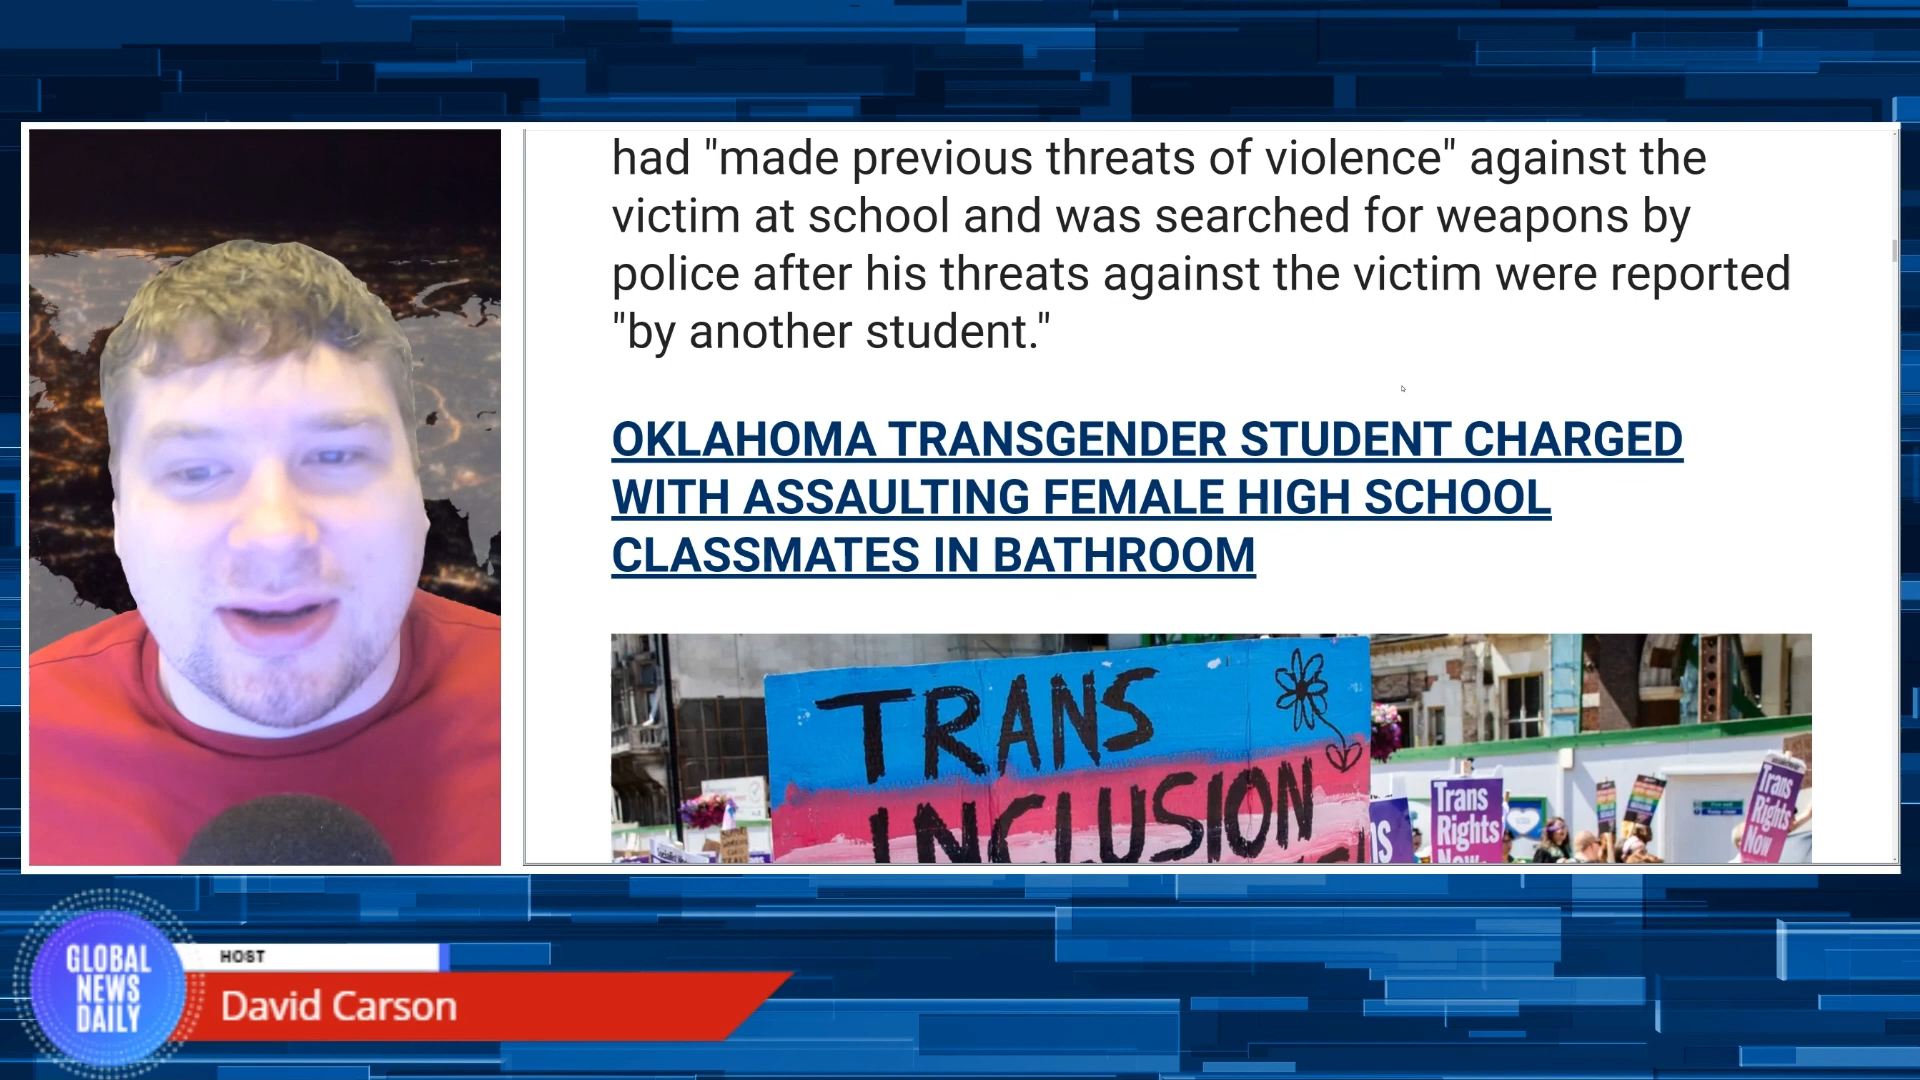 had "made previous threats of violence" against the
victim at school and was searched for weapons by
police after his threats against the victim were reported
"by another student."
OKLAHOMA TRANSGENDER STUDENT CHARGED
WITH ASSAULTING FEMALE HIGH SCHOOL
CLASSMATES IN BATHROOM
TRANS
INCLUSION
Trans
Rights
Now
Trans
Rights
Now
GLOBAL
NEWS
DAILY
HOST
David Carson